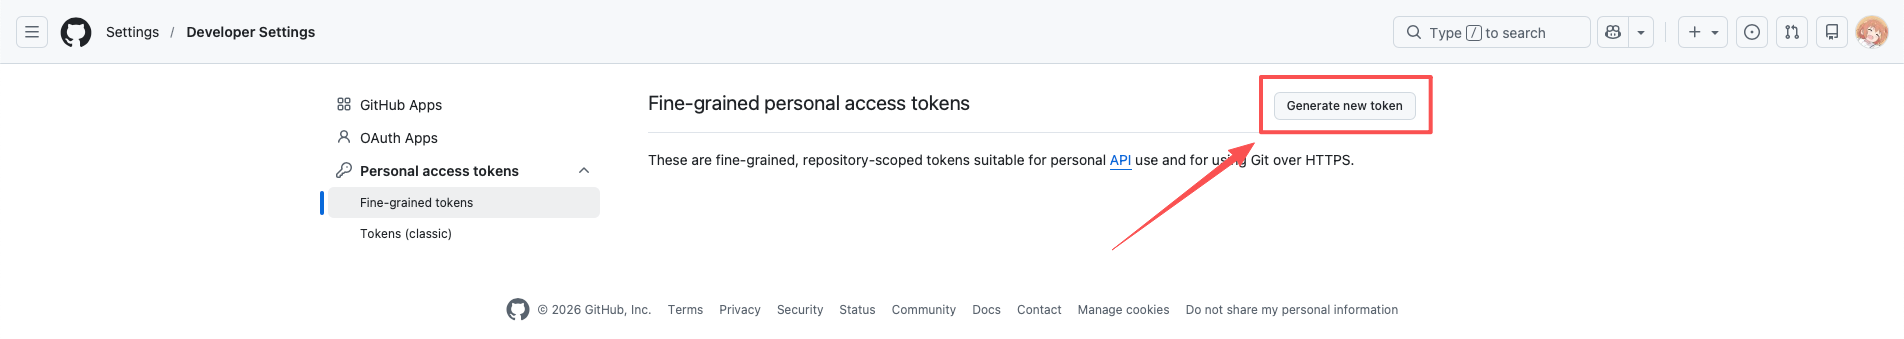 Settings / Developer Settings
Type / to search
GitHub Apps
OAuth Apps
Personal access tokens
Fine-grained tokens
Tokens (classic)
Fine-grained personal access tokens
Generate new token
These are fine-grained, repository-scoped tokens suitable for personal API use and for using Git over HTTPS.
© 2026 GitHub, Inc. Terms Privacy Security Status Community Docs Contact Manage cookies Do not share my personal information